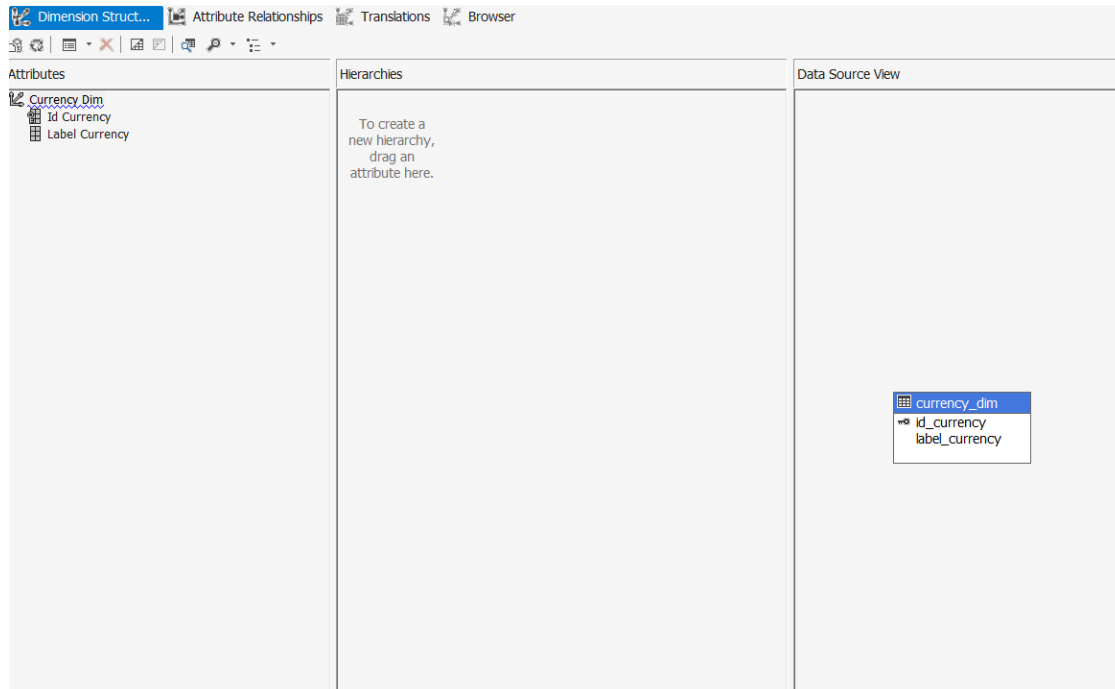 Dimension Struct... Attribute Relationships Translations Browser
Attributes
Hierarchies
Data Source View
Currency Dim
Id Currency
Label Currency
To create a
new hierarchy,
drag an
attribute here.
currency_dim
id_currency
label_currency